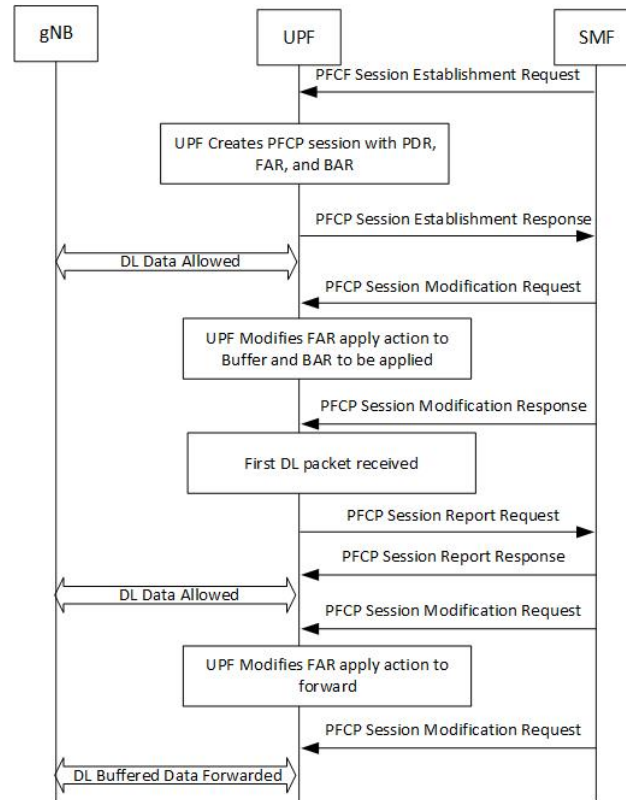 gNB
UPF
SMF
PFCF Session Establishment Request
UPF Creates PFCP session with PDR,
FAR, and BAR
PFCP Session Establishment Response
DL Data Allowed
PFCP Session Modification Request
UPF Modifies FAR apply action to
Buffer and BAR to be applied
PFCP Session Modification Response
First DL packet received
PFCP Session Report Request
PFCP Session Report Response
DL Data Allowed
PFCP Session Modification Request
UPF Modifies FAR apply action to
forward
PFCP Session Modification Request
DL Buffered Data Forwarded